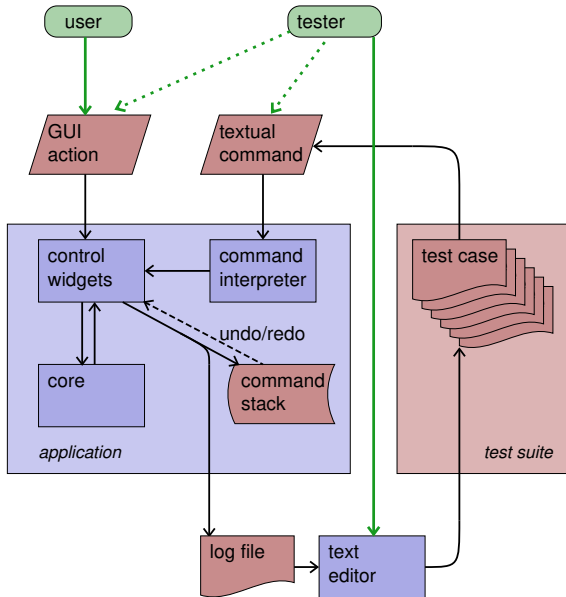 user
tester
GUI
action
textual
command
control
widgets
command
interpreter
test case
undo/redo
core
command
stack
application
test suite
log file
text
editor